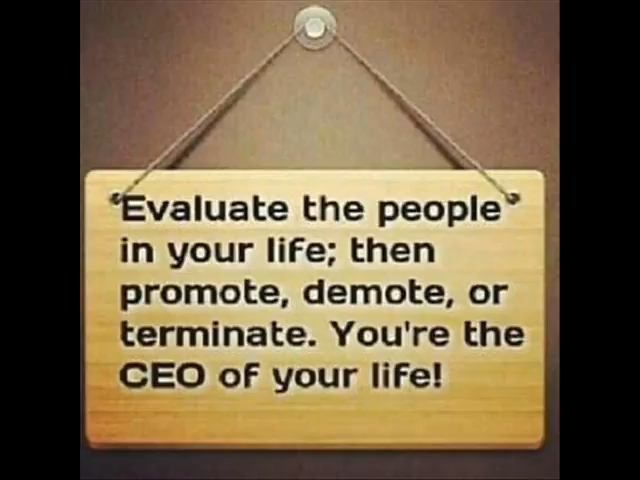 Evaluate the people
in your life; then
promote, demote, or
terminate. You're the
CEO of your life!